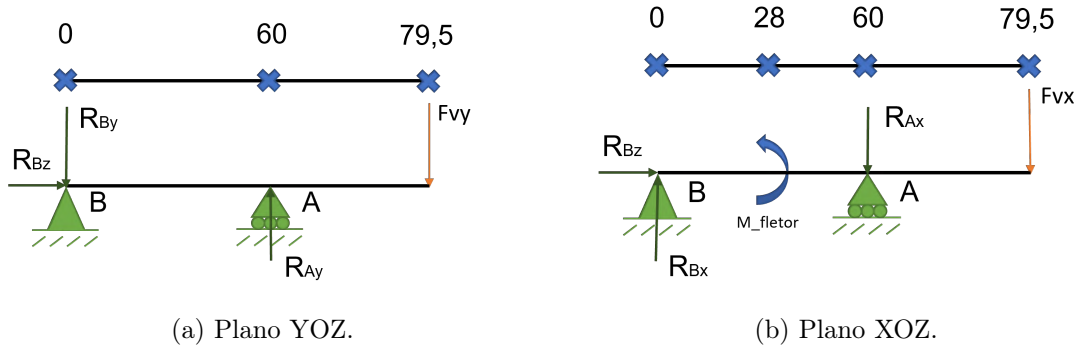 0 60 79,5
RBy
Fvy
RBz
B A
RAy
(a) Plano YOZ.
0 28 60 79,5
Fvx
RAx
RBz
B A
M_fletor
RBx
(b) Plano XOZ.